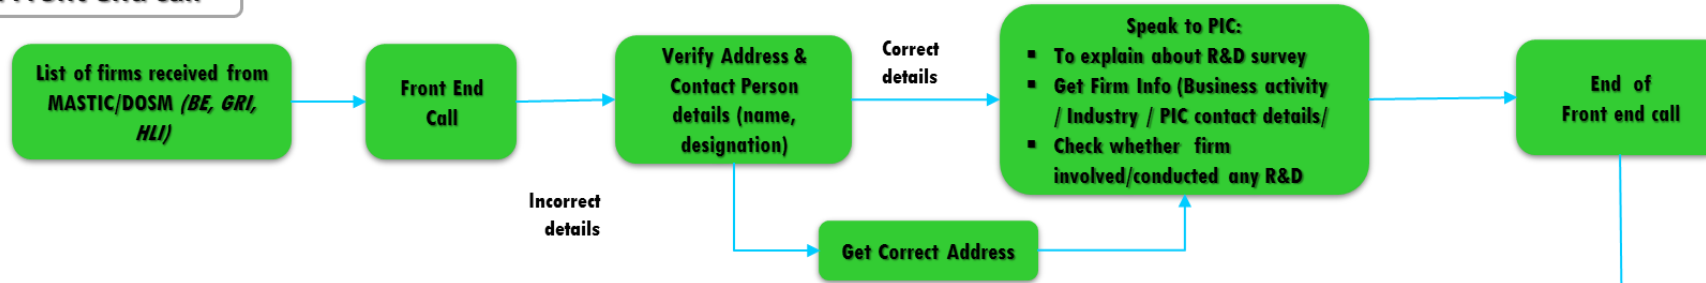 List of firms received from
MASTIC/DOSM (BE, GRI,
HLI)
Front End
Call
Verify Address &
Contact Person
details (name,
designation)
Correct
details
Incorrect
details
Get Correct Address
Speak to PIC:
▪ To explain about R&D survey
▪ Get Firm Info (Business activity
/ Industry / PIC contact details/
▪ Check whether firm
involved/conducted any R&D
End of
Front end call